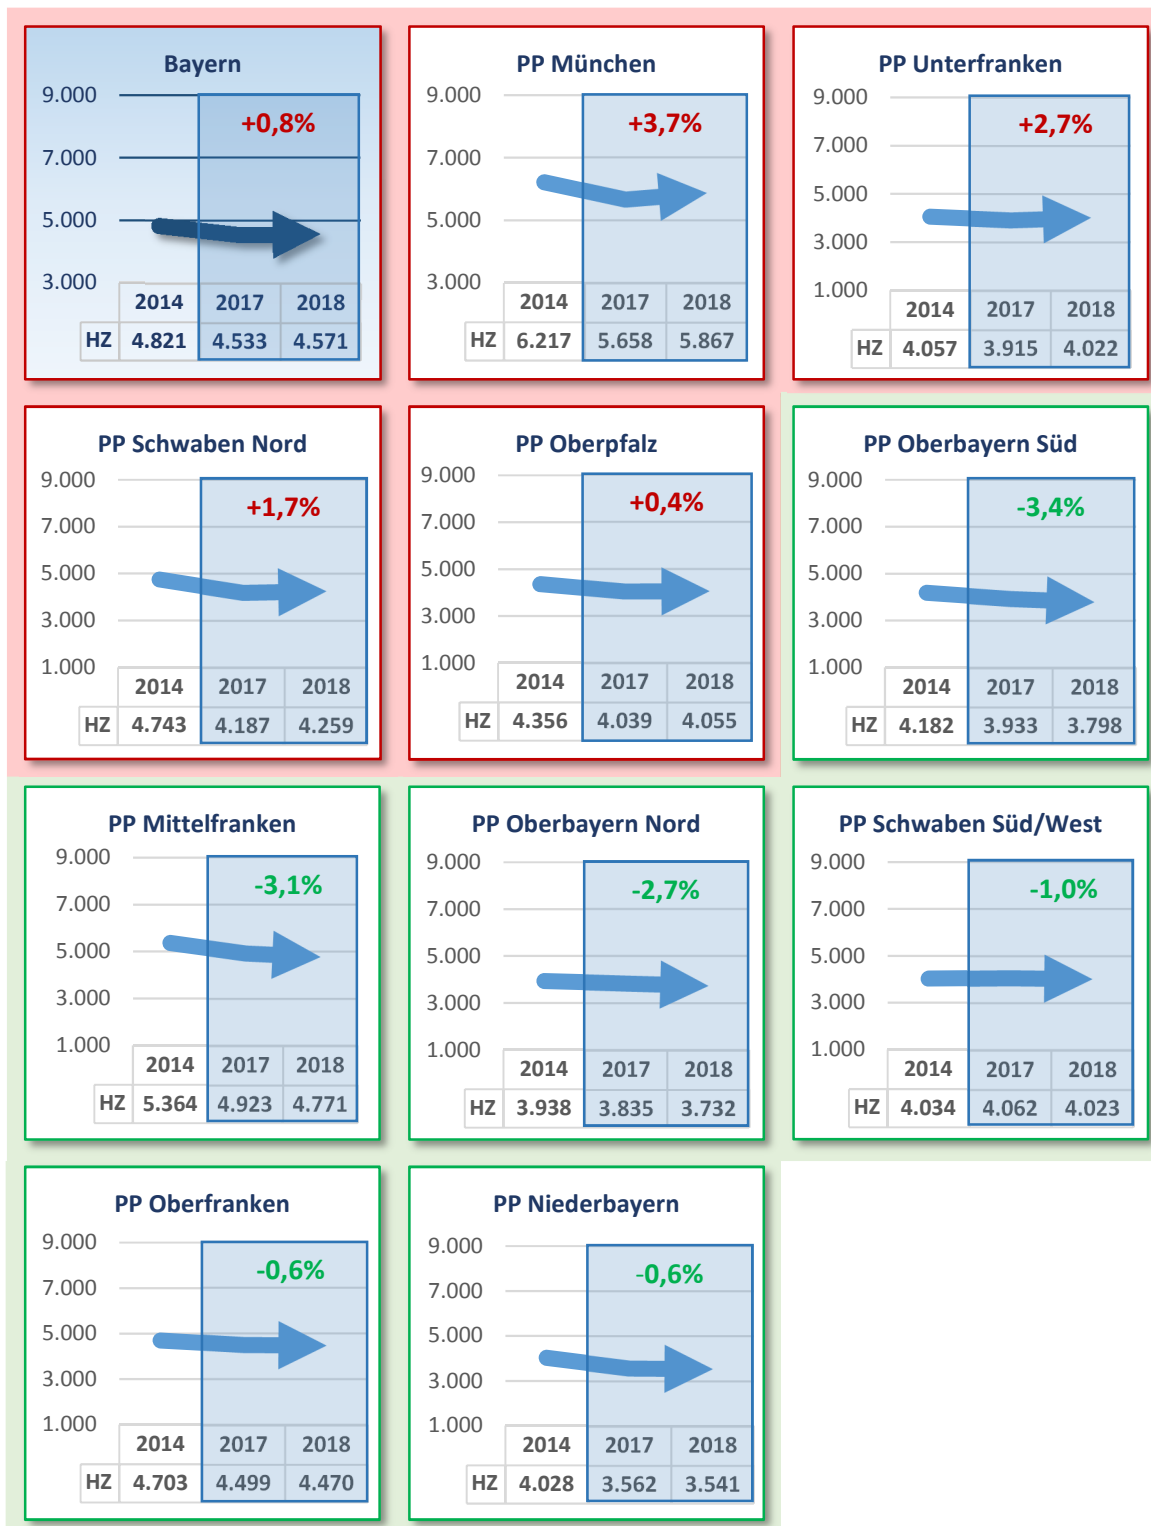 Bayern
9.000
+0,8%
7.000
5.000
3.000
2014 2017 2018
HZ 4.821 4.533 4.571
PP München
9.000
+3,7%
7.000
5.000
3.000
2014 2017 2018
HZ 6.217 5.658 5.867
PP Unterfranken
9.000
+2,7%
7.000
5.000
3.000
1.000
2014 2017 2018
HZ 4.057 3.915 4.022
PP Schwaben Nord
9.000
+1,7%
7.000
5.000
3.000
1.000
2014 2017 2018
HZ 4.743 4.187 4.259
PP Oberpfalz
9.000
+0,4%
7.000
5.000
3.000
1.000
2014 2017 2018
HZ 4.356 4.039 4.055
PP Oberbayern Süd
9.000
-3,4%
7.000
5.000
3.000
1.000
2014 2017 2018
HZ 4.182 3.933 3.798
PP Mittelfranken
9.000
-3,1%
7.000
5.000
3.000
1.000
2014 2017 2018
HZ 5.364 4.923 4.771
PP Oberbayern Nord
9.000
-2,7%
7.000
5.000
3.000
1.000
2014 2017 2018
HZ 3.938 3.835 3.732
PP Schwaben Süd/West
9.000
-1,0%
7.000
5.000
3.000
1.000
2014 2017 2018
HZ 4.034 4.062 4.023
PP Oberfranken
9.000
-0,6%
7.000
5.000
3.000
1.000
2014 2017 2018
HZ 4.703 4.499 4.470
PP Niederbayern
9.000
-0,6%
7.000
5.000
3.000
1.000
2014 2017 2018
HZ 4.028 3.562 3.541